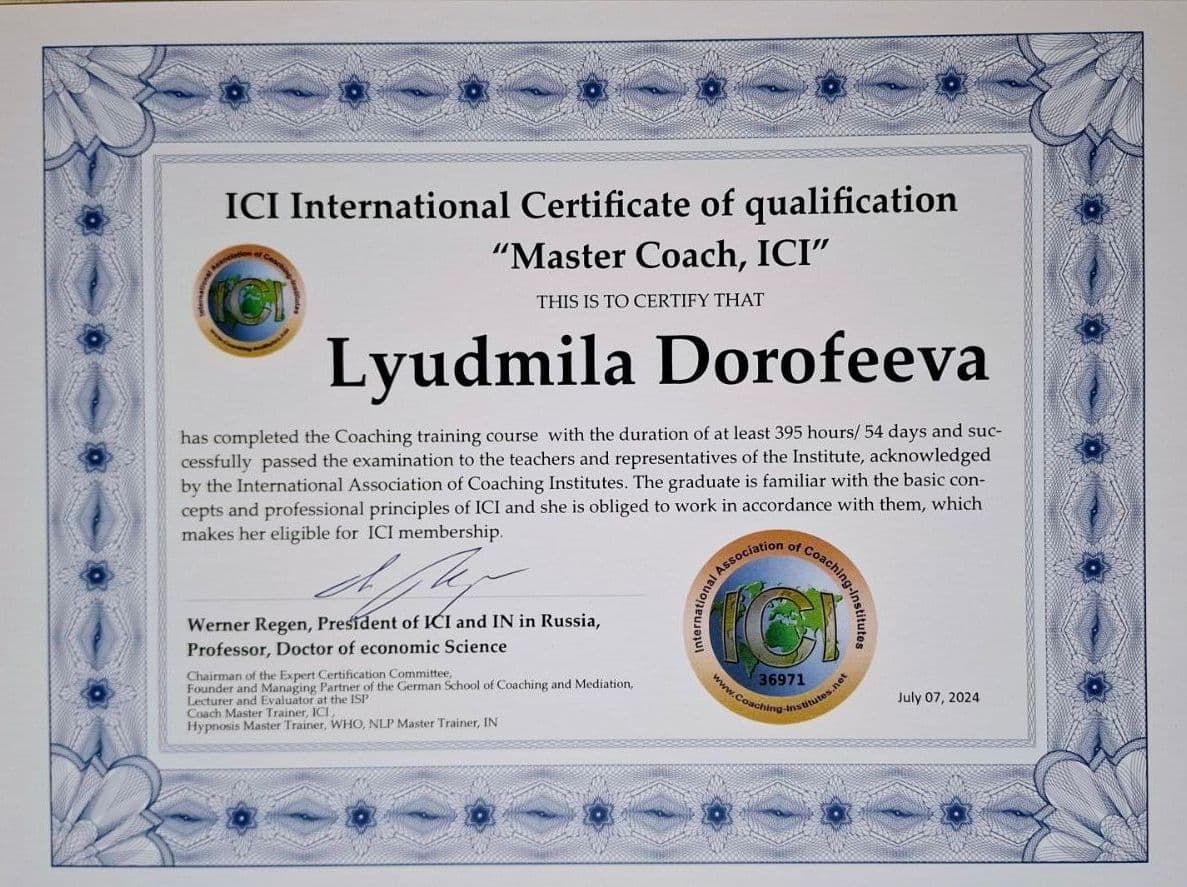 ICI International Certificate of qualification
“Master Coach, ICI”
THIS IS TO CERTIFY THAT
Lyudmila Dorofeeva
has completed the Coaching training course with the duration of at least 395 hours/ 54 days and suc-
cessfully passed the examination to the teachers and representatives of the Institute, acknowledged
by the International Association of Coaching Institutes. The graduate is familiar with the basic con-
cepts and professional principles of ICI and she is obliged to work in accordance with them, which
makes her eligible for ICI membership.
Werner Regen, President of ICI and IN in Russia,
Professor, Doctor of economic Science
Chairman of the Expert Certification Committee,
Founder and Managing Partner of the German School of Coaching and Mediation,
Lecturer and Evaluator at the ISP
Coach Master Trainer, ICI,
Hypnosis Master Trainer, WHO, NLP Master Trainer, IN
International Association of Coaching-Institutes
ICI
36971
www.Coaching-Institutes.net
July 07, 2024
International Association of Coaching-Institutes
ICI